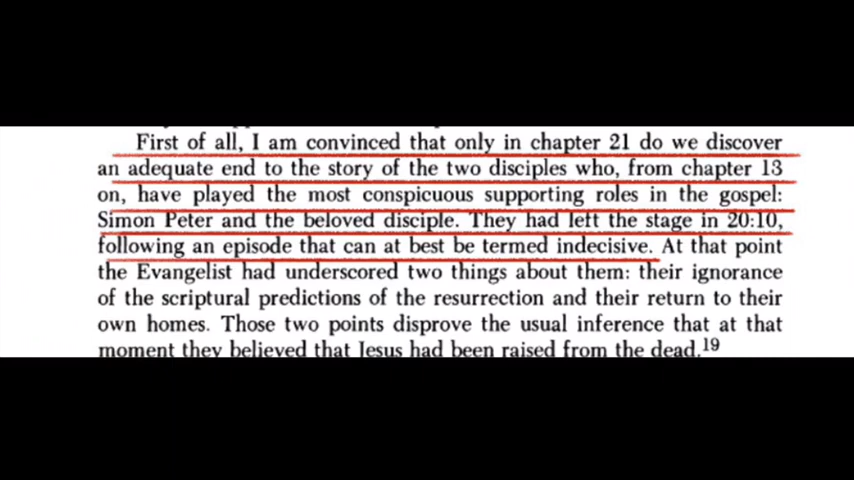 First of all, I am convinced that only in chapter 21 do we discover
an adequate end to the story of the two disciples who, from chapter 13
on, have played the most conspicuous supporting roles in the gospel:
Simon Peter and the beloved disciple. They had left the stage in 20:10,
following an episode that can at best be termed indecisive. At that point
the Evangelist had underscored two things about them: their ignorance
of the scriptural predictions of the resurrection and their return to their
own homes. Those two points disprove the usual inference that at that
moment they believed that Jesus had been raised from the dead.19